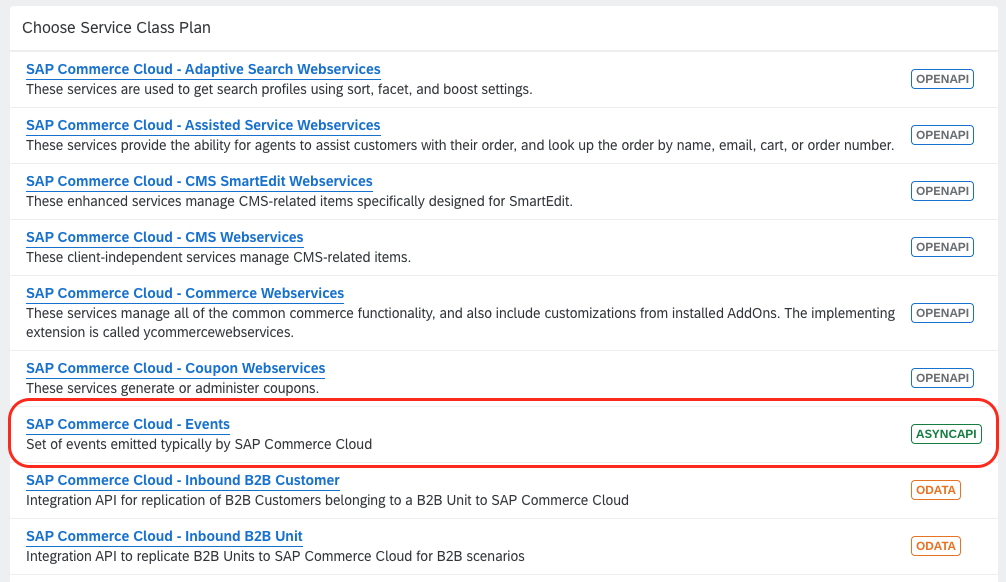 Choose Service Class Plan
SAP Commerce Cloud - Adaptive Search Webservices
These services are used to get search profiles using sort, facet, and boost settings.
OPENAPI
SAP Commerce Cloud - Assisted Service Webservices
These services provide the ability for agents to assist customers with their order, and look up the order by name, email, cart, or order number.
OPENAPI
SAP Commerce Cloud - CMS SmartEdit Webservices
These enhanced services manage CMS-related items specifically designed for SmartEdit.
OPENAPI
SAP Commerce Cloud - CMS Webservices
These client-independent services manage CMS-related items.
OPENAPI
SAP Commerce Cloud - Commerce Webservices
These services manage all of the common commerce functionality, and also include customizations from installed AddOns. The implementing
extension is called ycommercewebservices.
OPENAPI
SAP Commerce Cloud - Coupon Webservices
These services generate or administer coupons.
OPENAPI
SAP Commerce Cloud - Events
Set of events emitted typically by SAP Commerce Cloud
ASYNCAPI
SAP Commerce Cloud - Inbound B2B Customer
Integration API for replication of B2B Customers belonging to a B2B Unit to SAP Commerce Cloud
ODATA
SAP Commerce Cloud - Inbound B2B Unit
Integration API to replicate B2B Units to SAP Commerce Cloud for B2B scenarios
ODATA